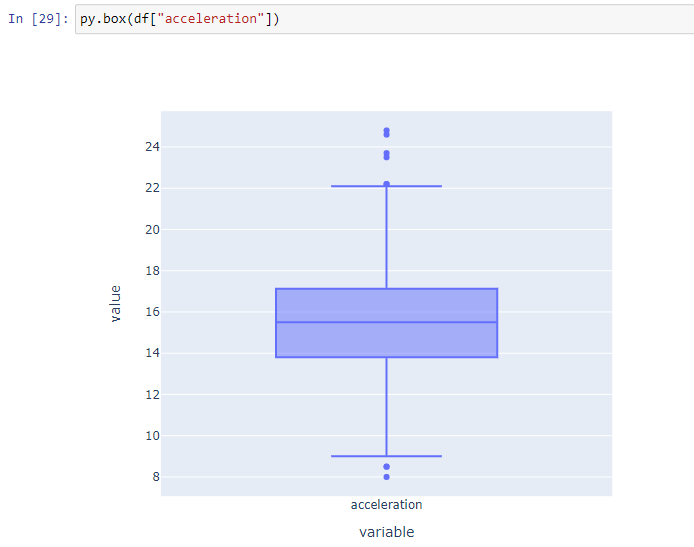 In [29]: py.box(df["acceleration"])
24
22
20
18
16
14
12
10
8
value
acceleration
variable